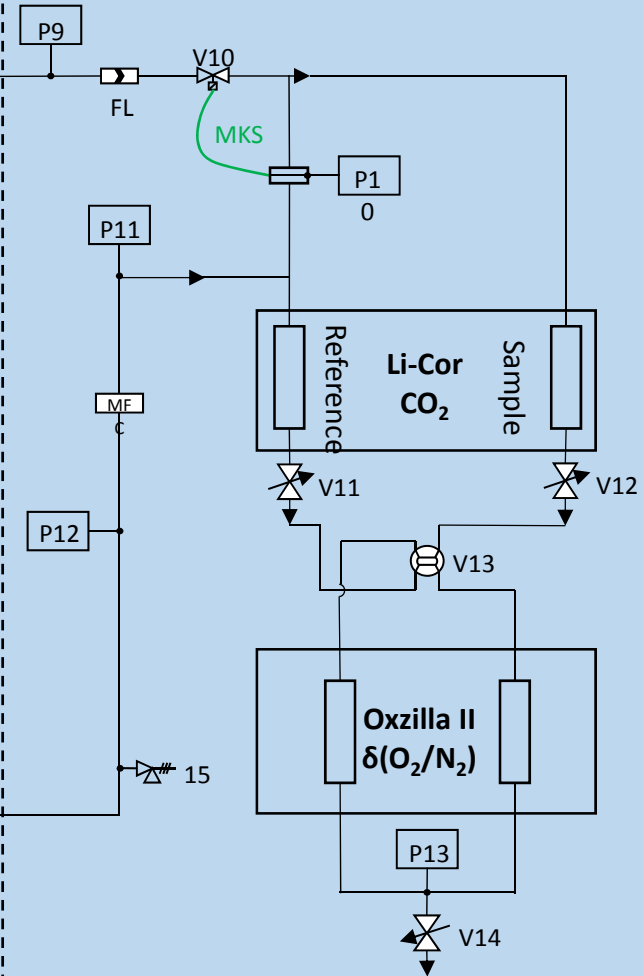 P9
V10
FL
MKS
P1
0
P11
Reference
Li-Cor
CO₂
Sample
MF
C
V11
V12
P12
V13
Oxzilla II
δ(O₂/N₂)
15
P13
V14